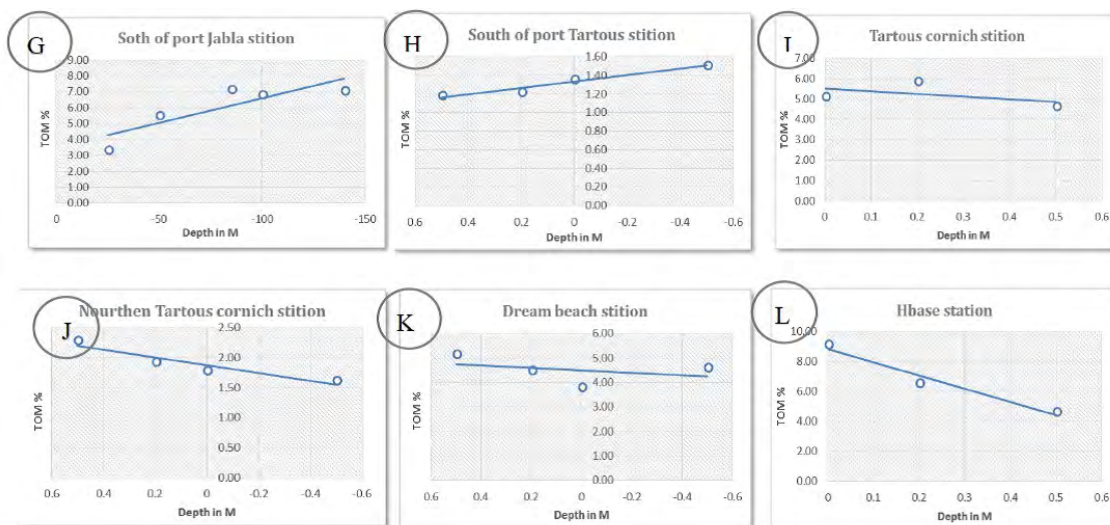 G
Soth of port Jabla stition
9.00
8.00
7.00
6.00
5.00
4.00
3.00
2.00
1.00
0.00
TOM %
0 -50 -100 -150
Depth in M
H
South of port Tartous stition
1.60
1.40
1.20
1.00
0.80
0.60
0.40
0.20
0.00
TOM %
0.6 0.4 0.2 0 -0.2 -0.4 -0.6
Depth in M
I
Tartous cornich stition
7.00
6.00
5.00
4.00
3.00
2.00
1.00
0.00
TOM %
0 0.1 0.2 0.3 0.4 0.5 0.6
Depth in M
J
Nourthen Tartous cornich stition
2.50
2.00
1.50
1.00
0.50
0.00
TOM %
0.6 0.4 0.2 0 -0.2 -0.4 -0.6
Depth in M
K
Dream beach stition
6.00
5.00
4.00
3.00
2.00
1.00
0.00
TOM %
0.6 0.4 0.2 0 -0.2 -0.4 -0.6
Depth in M
L
Hbase station
10.00
8.00
6.00
4.00
2.00
0.00
TOM %
0 0.1 0.2 0.3 0.4 0.5 0.6
Depth in M